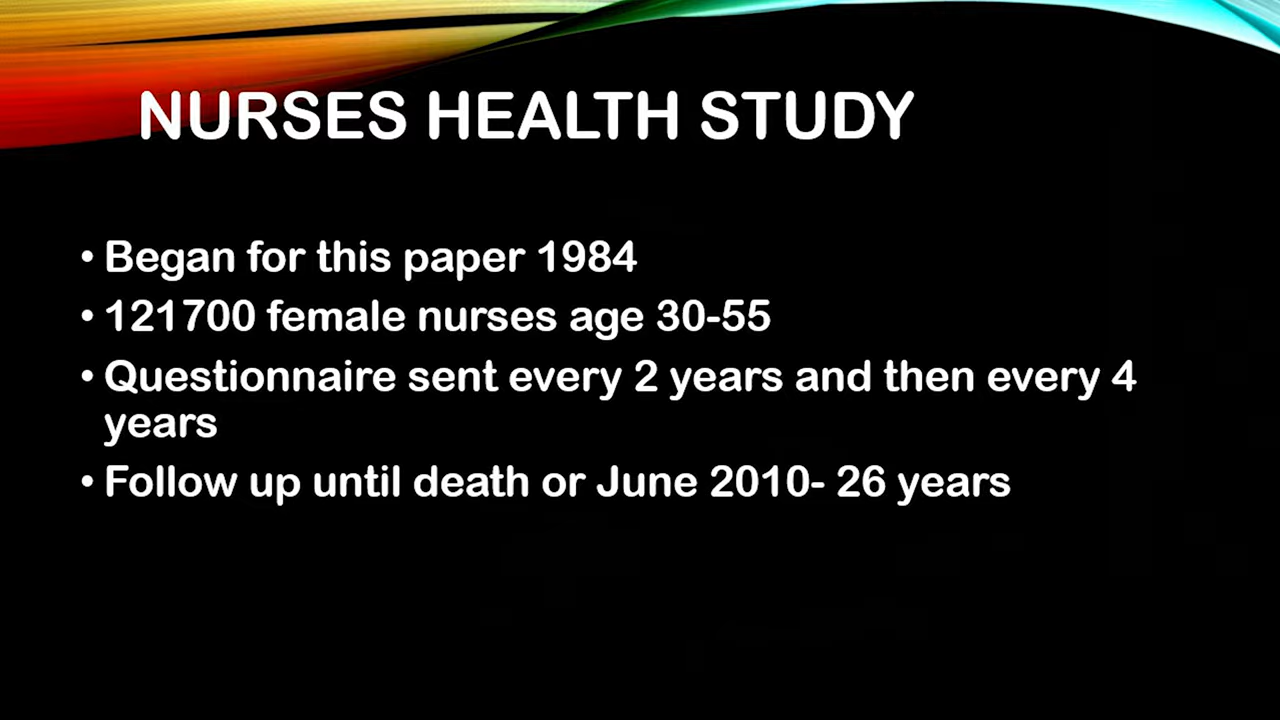 NURSES HEALTH STUDY
• Began for this paper 1984
• 121700 female nurses age 30-55
• Questionnaire sent every 2 years and then every 4
years
• Follow up until death or June 2010- 26 years